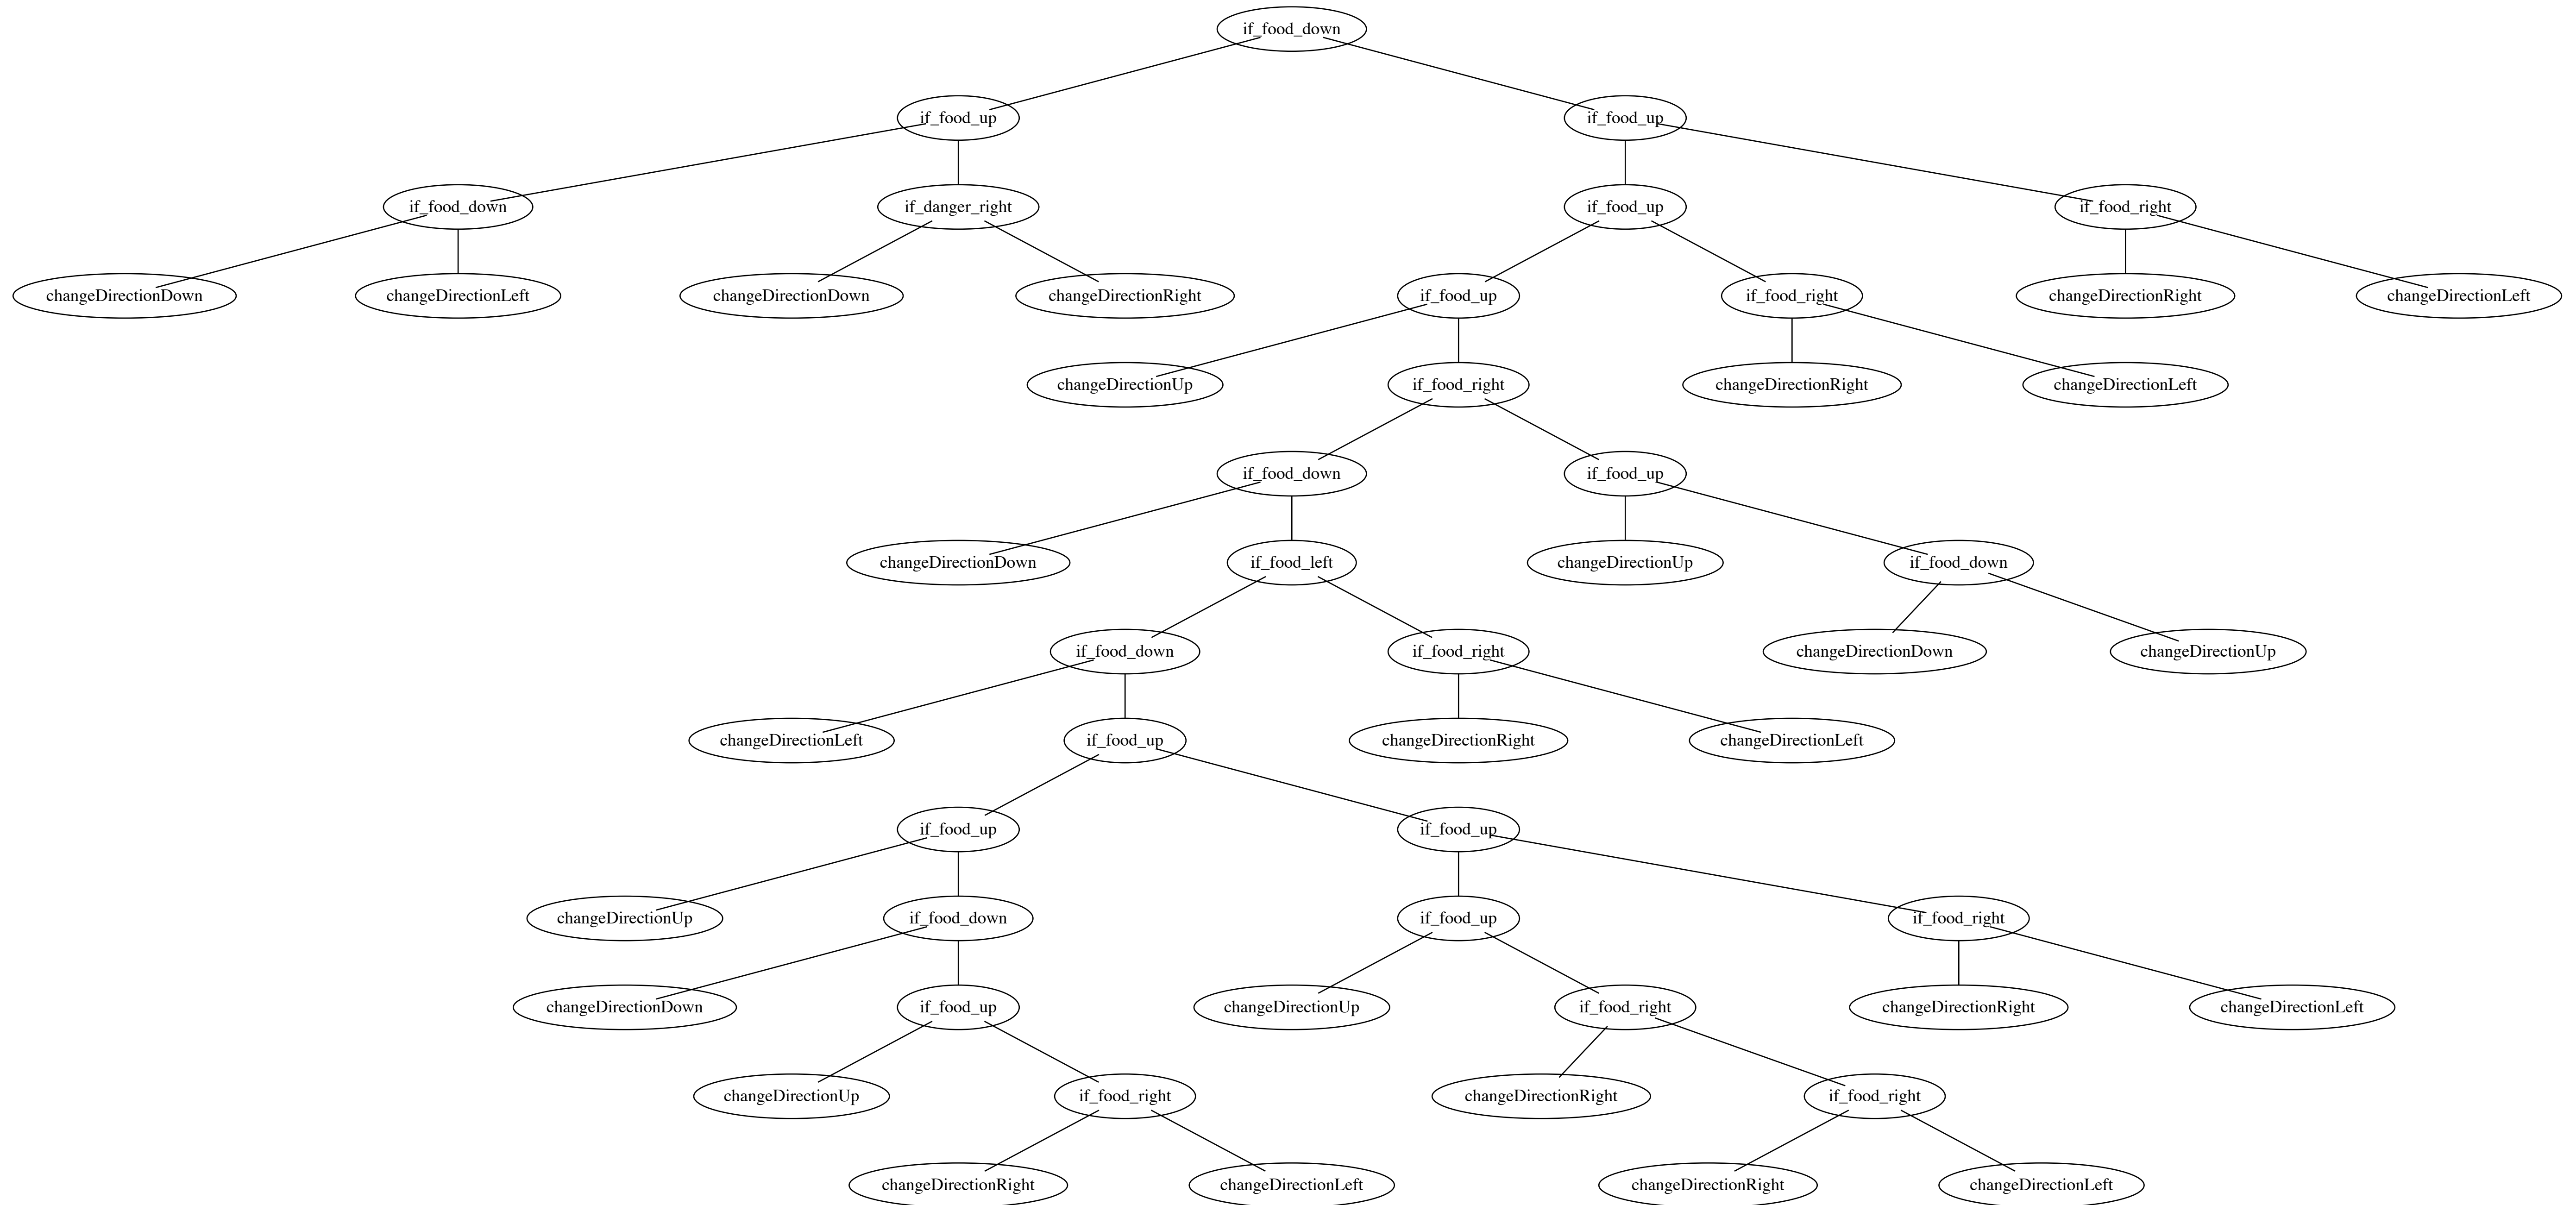 if_food_down
if_food_up
if_food_up
if_food_down
if_danger_right
if_food_up
if_food_right
changeDirectionDown
changeDirectionLeft
changeDirectionDown
changeDirectionRight
if_food_up
if_food_right
changeDirectionRight
changeDirectionLeft
changeDirectionUp
if_food_right
changeDirectionRight
changeDirectionLeft
if_food_down
if_food_up
changeDirectionDown
if_food_left
changeDirectionUp
if_food_down
if_food_down
if_food_right
changeDirectionDown
changeDirectionUp
changeDirectionLeft
if_food_up
changeDirectionRight
changeDirectionLeft
if_food_up
if_food_up
changeDirectionUp
if_food_down
if_food_up
if_food_right
changeDirectionDown
if_food_up
changeDirectionUp
if_food_right
changeDirectionRight
changeDirectionLeft
changeDirectionUp
if_food_right
changeDirectionRight
if_food_right
changeDirectionRight
changeDirectionLeft
changeDirectionRight
changeDirectionLeft